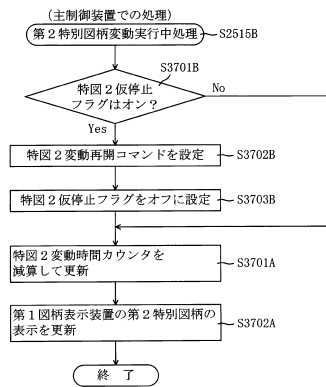 (主制御装置での処理)
第2特別図柄変動実行中処理
S2515B
S3701B
特図2仮停止
フラグはオン?
No
Yes
特図2変動再開コマンドを設定
S3702B
特図2仮停止フラグをオフに設定
S3703B
特図2変動時間カウンタを
減算して更新
S3701A
第1図柄表示装置の第2特別図柄の
表示を更新
S3702A
終 了